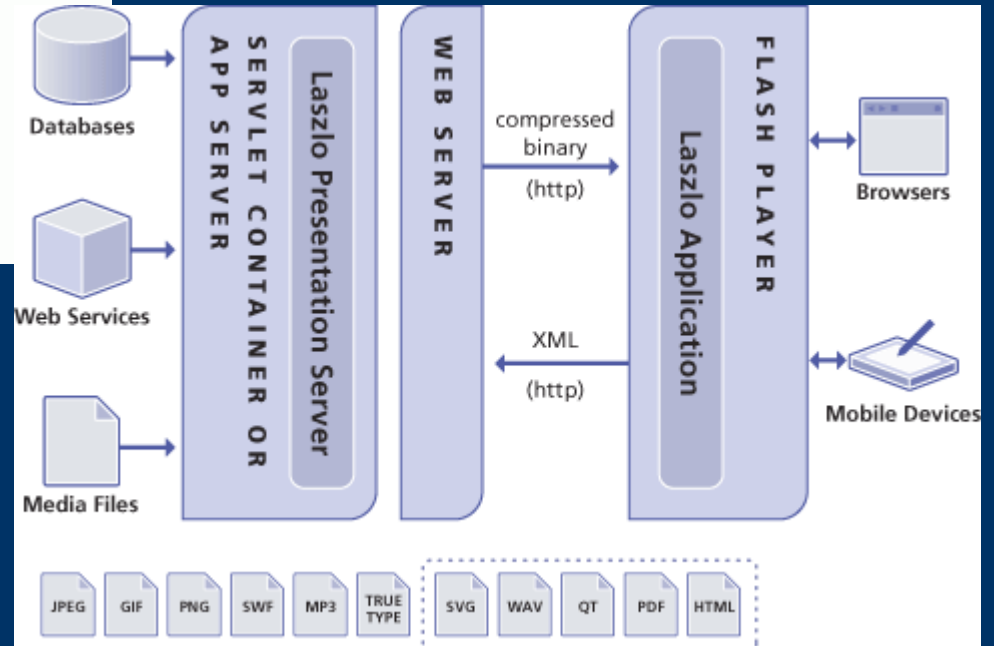 Databases
Web Services
Media Files
SERVLET CONTAINER OR
APP SERVER
Laszlo Presentation Server
WEB SERVER
compressed
binary
(http)
XML
(http)
Laszlo Application
FLASH PLAYER
Browsers
Mobile Devices
JPEG
GIF
PNG
SWF
MP3
TRUE
TYPE
SVG
WAV
QT
PDF
HTML